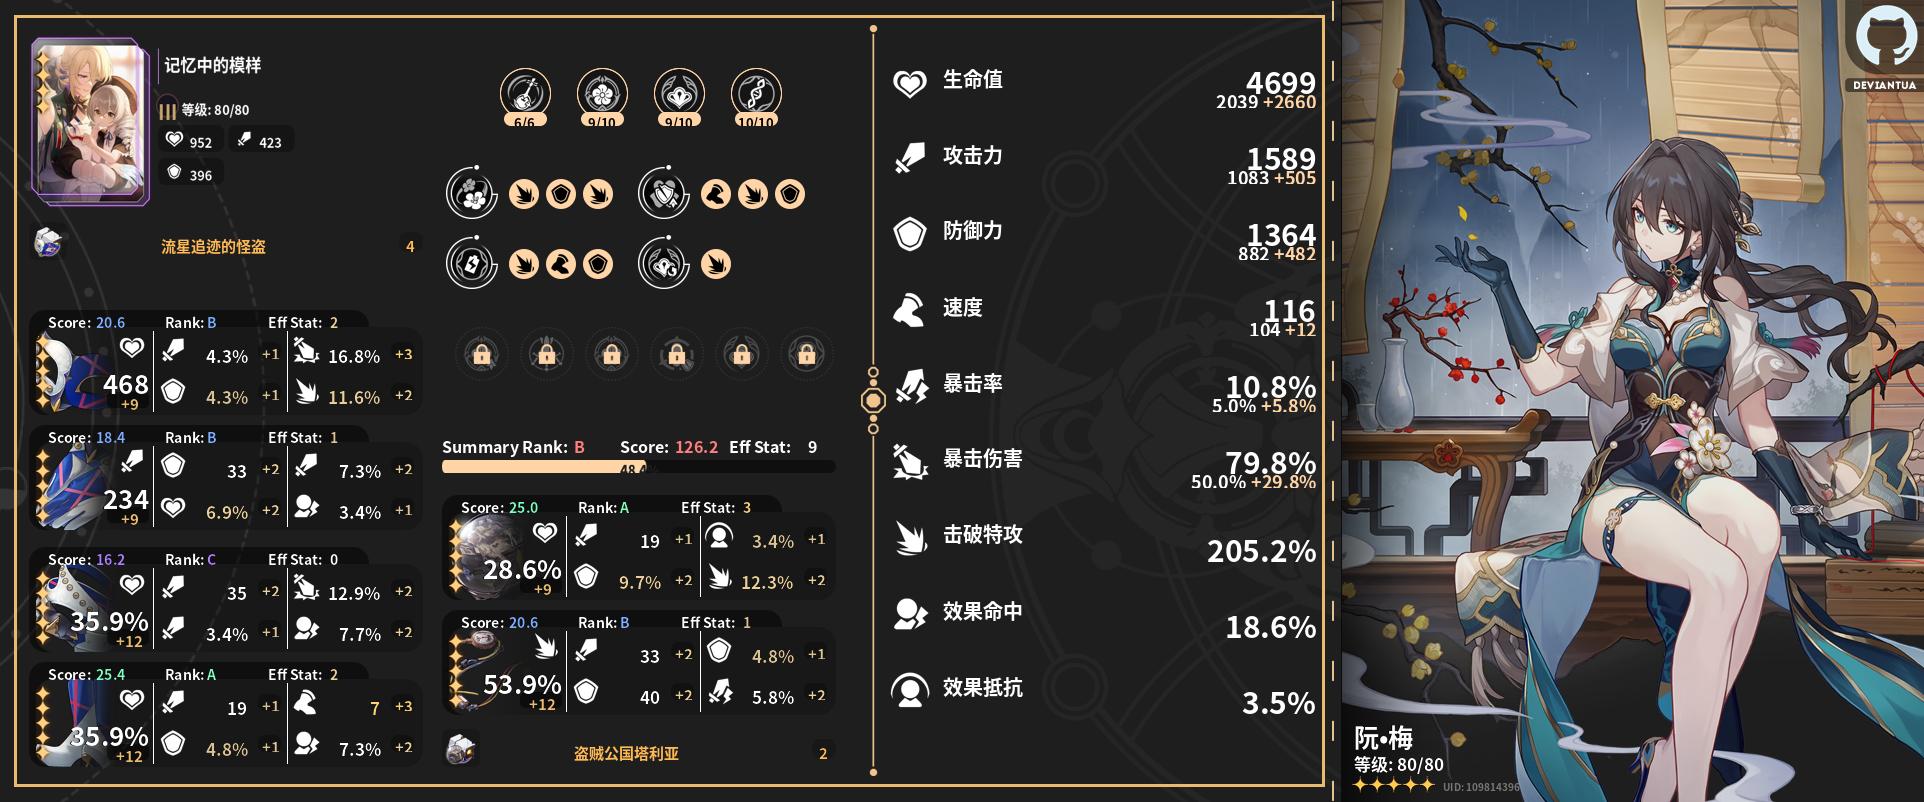 记忆中的模样
等级: 80/80
952
423
396
流星追迹的怪盗 4
Score: 20.6 Rank: B Eff Stat: 2
468
+9
4.3% +1
16.8% +3
4.3% +1
11.6% +2
Score: 18.4 Rank: B Eff Stat: 1
234
+9
33 +2
7.3% +2
6.9% +2
3.4% +1
Score: 16.2 Rank: C Eff Stat: 0
35.9%
+12
35 +2
12.9% +2
3.4% +1
7.7% +2
Score: 25.4 Rank: A Eff Stat: 2
35.9%
+12
19 +1
7 +3
4.8% +1
7.3% +2
6/6
9/10
9/10
10/10
Summary Rank: B Score: 126.2 Eff Stat: 9
Score: 25.0 Rank: A Eff Stat: 3
28.6%
+9
19 +1
3.4% +1
9.7% +2
12.3% +2
Score: 20.6 Rank: B Eff Stat: 1
53.9%
+12
33 +2
4.8% +1
40 +2
5.8% +2
盗贼公国塔利亚 2
生命值 4699
2039 +2660
攻击力 1589
1083 +505
防御力 1364
882 +482
速度 116
104 +12
暴击率 10.8%
5.0% +5.8%
暴击伤害 79.8%
50.0% +29.8%
击破特攻 205.2%
效果命中 18.6%
效果抵抗 3.5%
DEVIANTUA
阮•梅
等级: 80/80
UID: 109814396